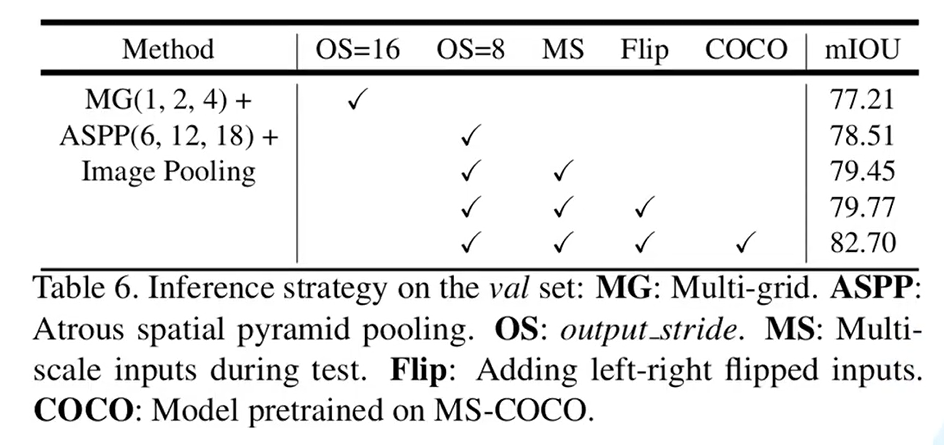 Method OS=16 OS=8 MS Flip COCO mIOU
MG(1, 2, 4) + ✓ 77.21
ASPP(6, 12, 18) + ✓ 78.51
Image Pooling ✓ ✓ 79.45
✓ ✓ ✓ 79.77
✓ ✓ ✓ ✓ 82.70
Table 6. Inference strategy on the val set: MG: Multi-grid. ASPP:
Atrous spatial pyramid pooling. OS: output_stride. MS: Multi-
scale inputs during test. Flip: Adding left-right flipped inputs.
COCO: Model pretrained on MS-COCO.